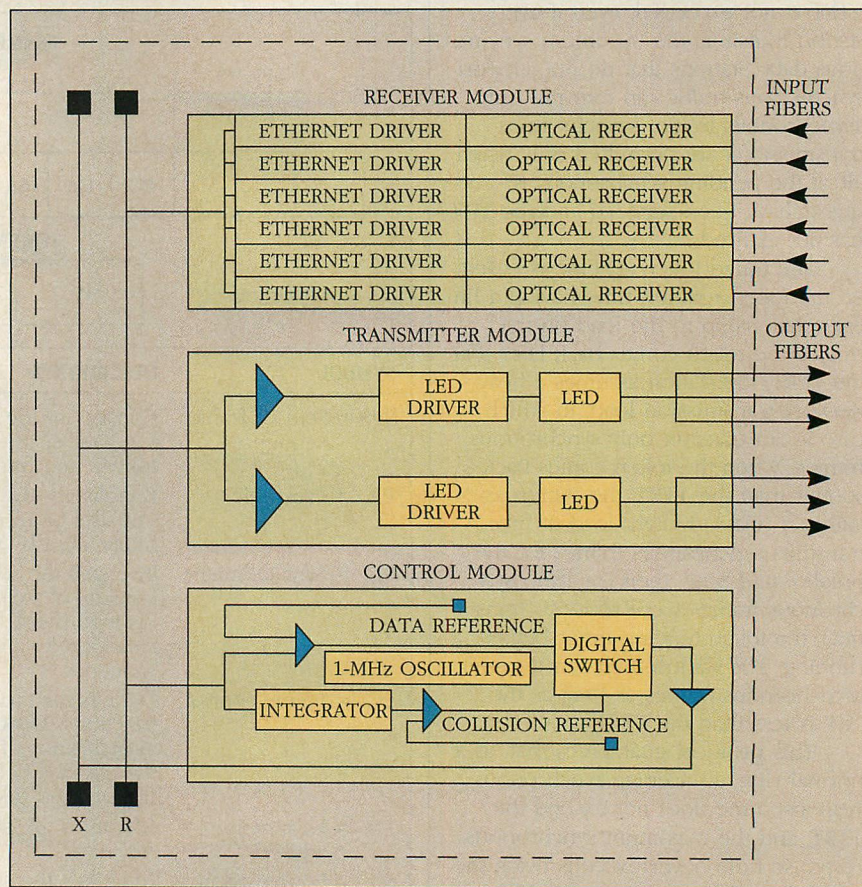 RECEIVER MODULE
INPUT
FIBERS
ETHERNET DRIVER OPTICAL RECEIVER
ETHERNET DRIVER OPTICAL RECEIVER
ETHERNET DRIVER OPTICAL RECEIVER
ETHERNET DRIVER OPTICAL RECEIVER
ETHERNET DRIVER OPTICAL RECEIVER
ETHERNET DRIVER OPTICAL RECEIVER
TRANSMITTER MODULE
OUTPUT
FIBERS
LED
DRIVER
LED
LED
DRIVER
LED
CONTROL MODULE
DATA REFERENCE
DIGITAL
SWITCH
1-MHz OSCILLATOR
INTEGRATOR
COLLISION REFERENCE
X R